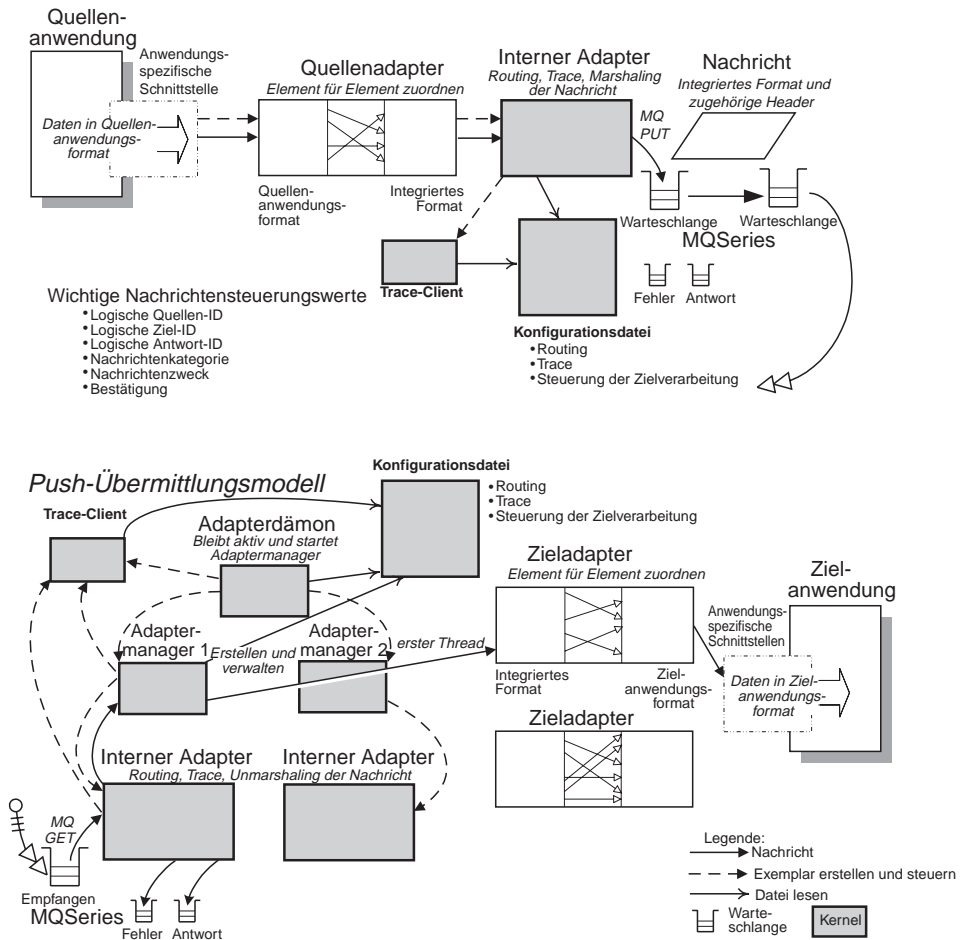 Quellen-
anwendung
Anwendungs-
spezifische
Schnittstelle
Daten in Quellen-
anwendungs-
format
Quellenadapter
Element für Element zuordnen
Quellen-
anwendungs-
format
Integriertes
Format
Interner Adapter
Routing, Trace, Marshaling
der Nachricht
MQ
PUT
Nachricht
Integriertes Format und
zugehörige Header
Warteschlange
Warteschlange
MQSeries
Fehler
Antwort
Trace-Client
Konfigurationsdatei
• Routing
• Trace
• Steuerung der Zielverarbeitung
Wichtige Nachrichtensteuerungswerte
• Logische Quellen-ID
• Logische Ziel-ID
• Logische Antwort-ID
• Nachrichtenkategorie
• Nachrichtenzweck
• Bestätigung
Push-Übermittlungsmodell
Trace-Client
Konfigurationsdatei
• Routing
• Trace
• Steuerung der Zielverarbeitung
Adapterdämon
Bleibt aktiv und startet
Adaptermanager
Adapter-
manager 1
Erstellen und
verwalten
Adapter-
manager 2
erster Thread
Zieladapter
Element für Element zuordnen
Integriertes
Format
Ziel-
anwendungs-
format
Zieladapter
Anwendungs-
spezifische
Schnittstellen
Ziel-
anwendung
Daten in Ziel-
anwendungs-
format
Interner Adapter
Interner Adapter
Routing, Trace, Unmarshaling der Nachricht
MQ
GET
Empfangen
MQSeries
Fehler
Antwort
Legende:
Nachricht
Exemplar erstellen und steuern
Datei lesen
Warte-
schlange
Kernel